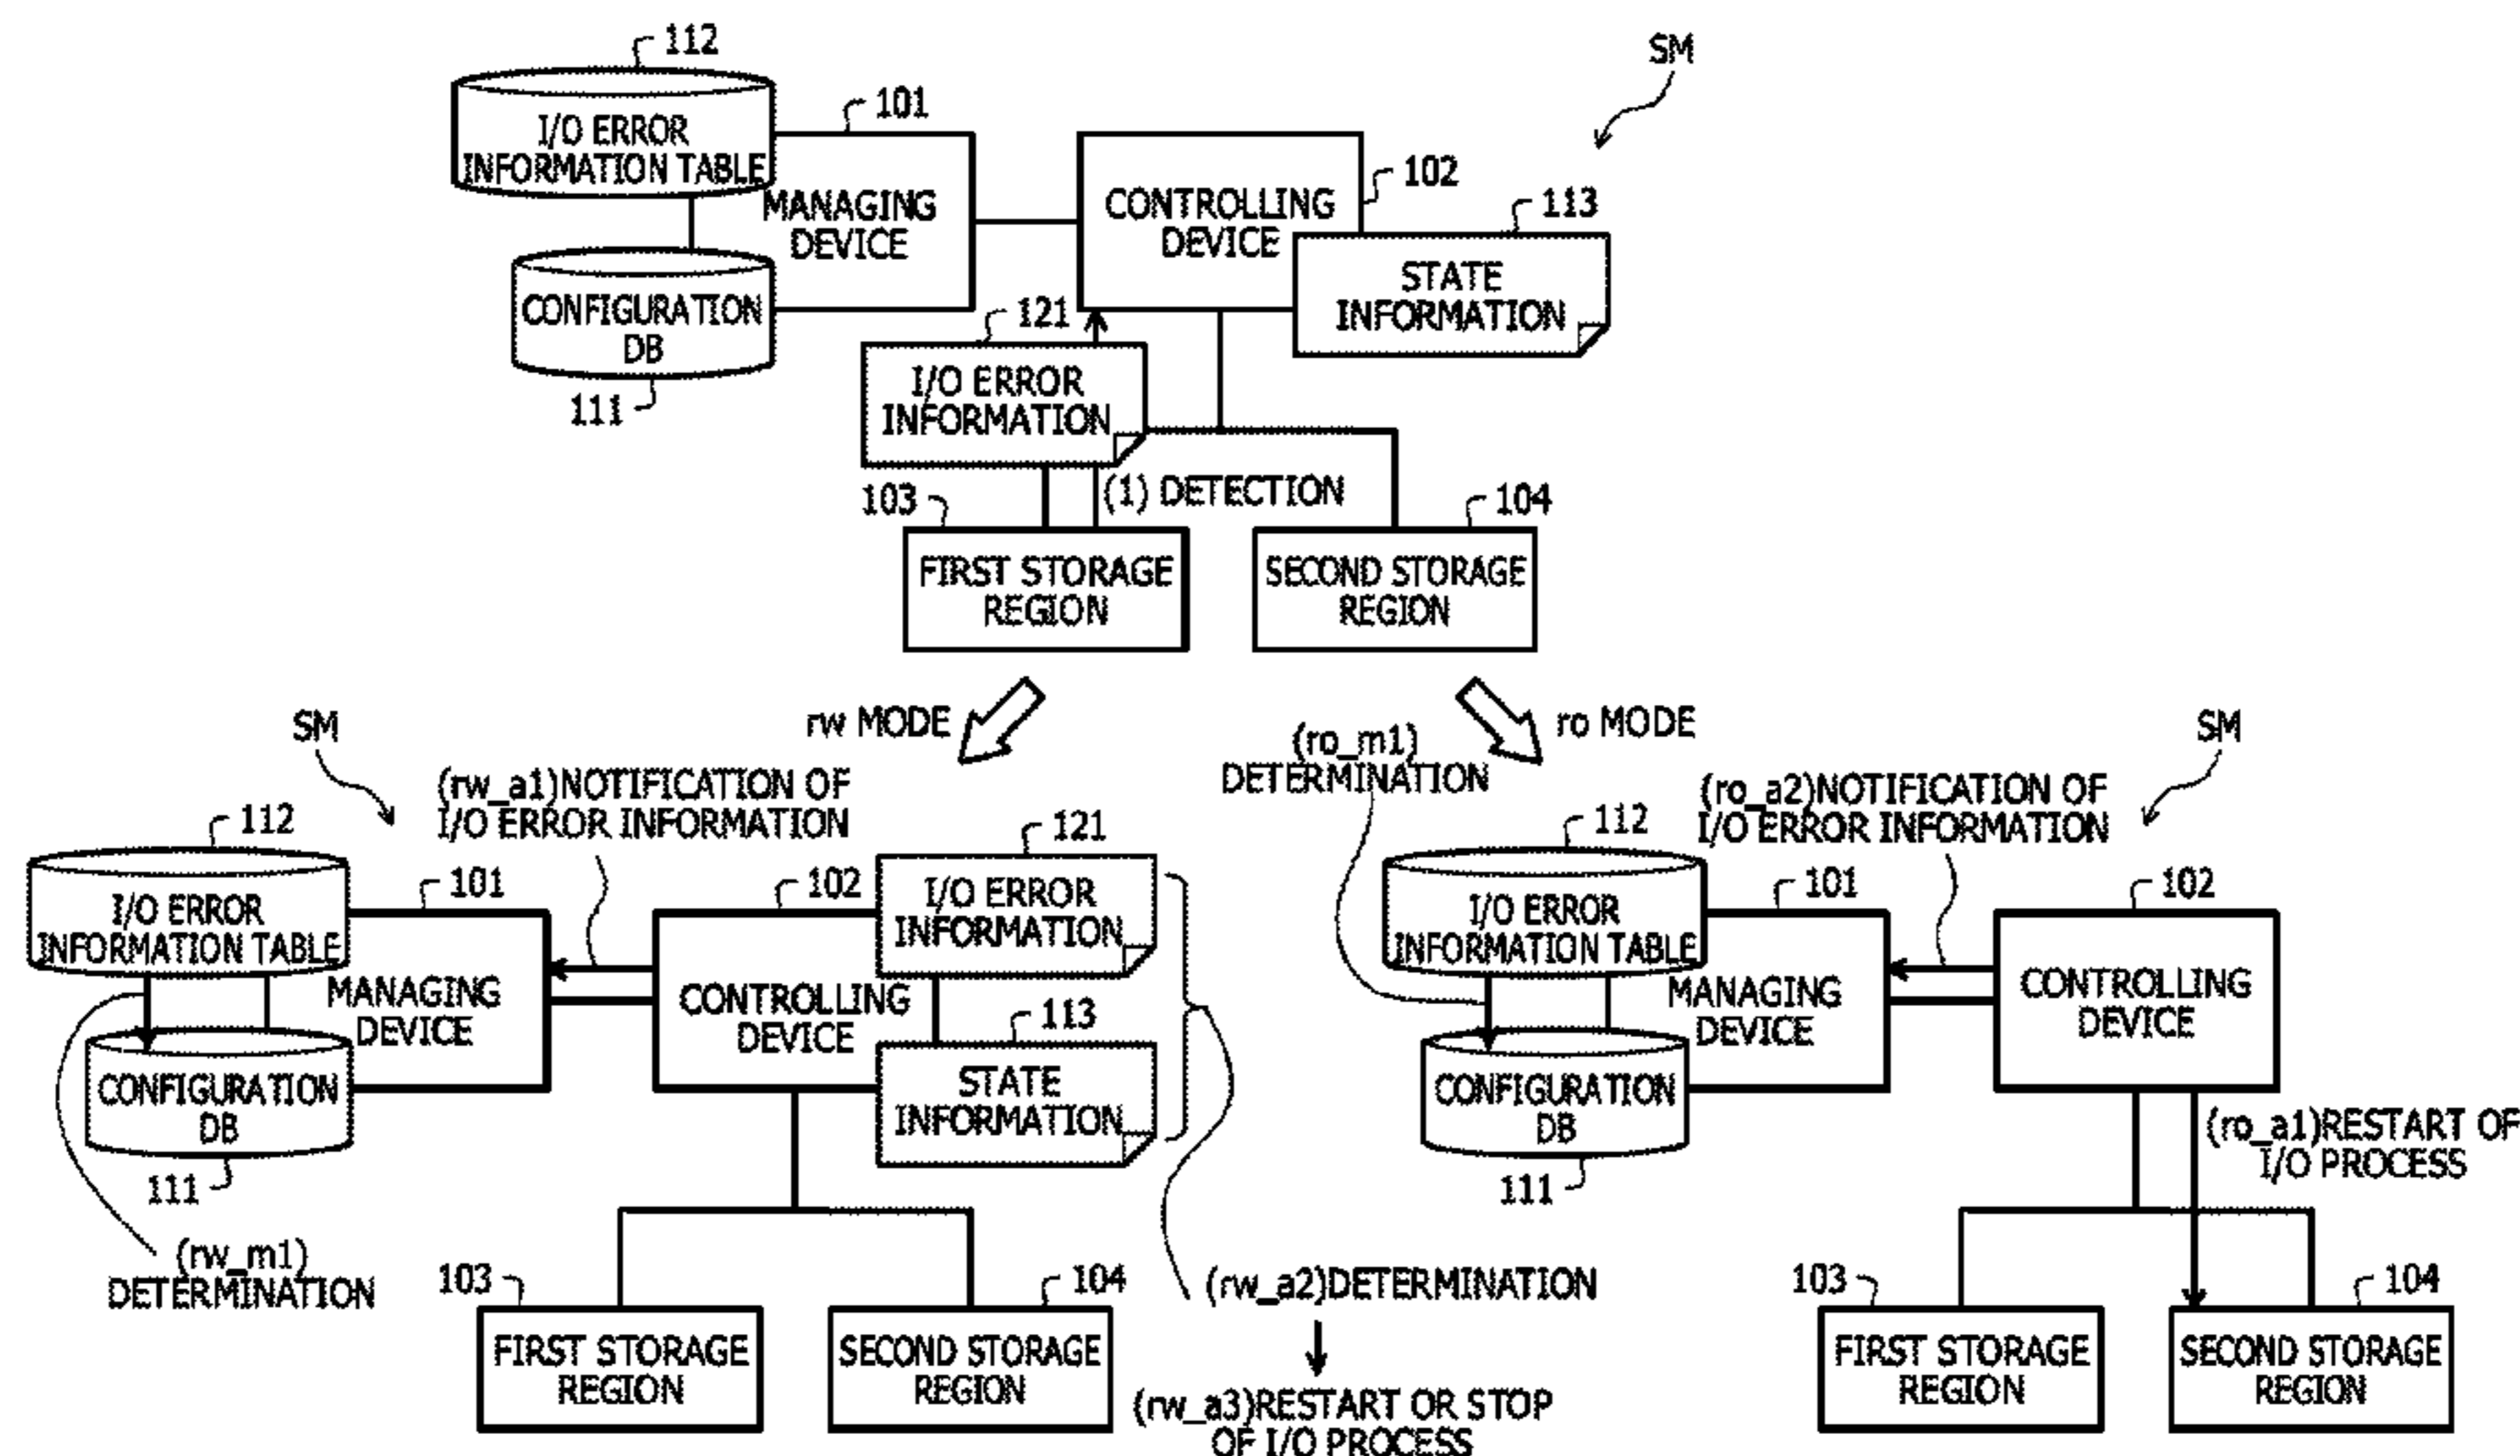 112
SM
101
I/O ERROR
INFORMATION TABLE
102
MANAGING
DEVICE
CONTROLLING
DEVICE
113
STATE
INFORMATION
CONFIGURATION
DB
121
I/O ERROR
INFORMATION
111
(1) DETECTION
103
104
FIRST STORAGE
REGION
SECOND STORAGE
REGION
rw MODE
ro MODE
SM
(rw_a1)NOTIFICATION OF
I/O ERROR INFORMATION
112
101
102
121
I/O ERROR
INFORMATION TABLE
I/O ERROR
INFORMATION
MANAGING
DEVICE
CONTROLLING
DEVICE
113
CONFIGURATION
DB
STATE
INFORMATION
111
(rw_m1)
DETERMINATION
103
104
(rw_a2)DETERMINATION
FIRST STORAGE
REGION
SECOND STORAGE
REGION
(rw_a3)RESTART OR STOP
OF I/O PROCESS
(ro_m1)
DETERMINATION
SM
(ro_a2)NOTIFICATION OF
I/O ERROR INFORMATION
112
101
102
I/O ERROR
INFORMATION TABLE
MANAGING
DEVICE
CONTROLLING
DEVICE
CONFIGURATION
DB
(ro_a1)RESTART OF
I/O PROCESS
111
103
104
FIRST STORAGE
REGION
SECOND STORAGE
REGION